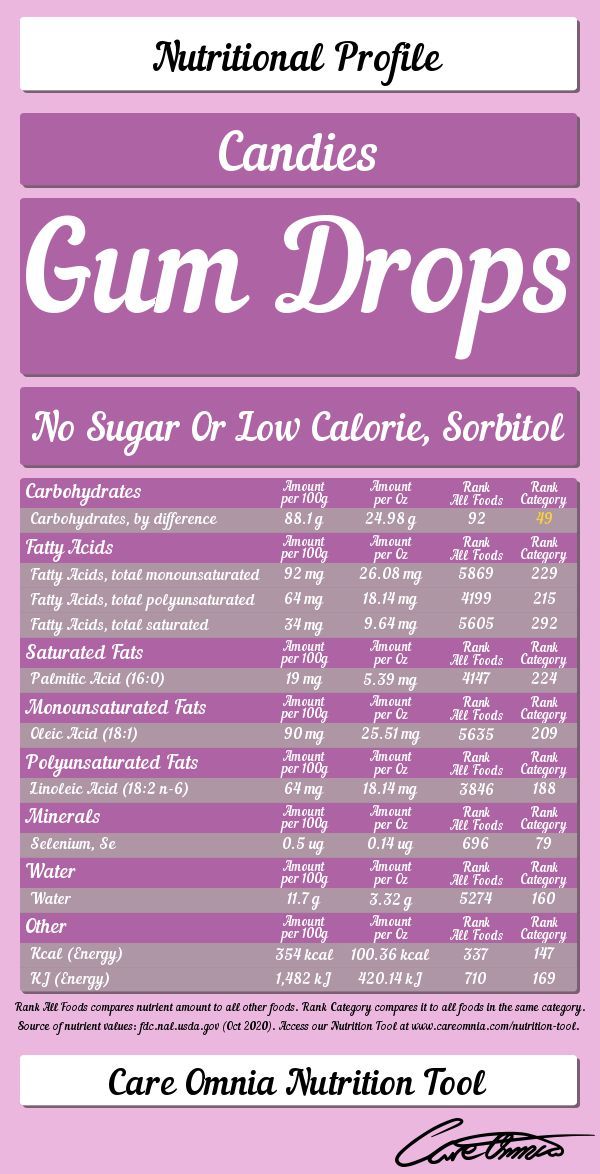 Nutritional Profile
Candies
Gum Drops
No Sugar Or Low Calorie, Sorbitol
Carbohydrates Amount per 100g Amount per Oz Rank All Foods Rank Category
Carbohydrates, by difference 88.1 g 24.98 g 92 49
Fatty Acids Amount per 100g Amount per Oz Rank All Foods Rank Category
Fatty Acids, total monounsaturated 92 mg 26.08 mg 5869 229
Fatty Acids, total polyunsaturated 64 mg 18.14 mg 4199 215
Fatty Acids, total saturated 34 mg 9.64 mg 5605 292
Saturated Fats Amount per 100g Amount per Oz Rank All Foods Rank Category
Palmitic Acid (16:0) 19 mg 5.39 mg 4147 224
Monounsaturated Fats Amount per 100g Amount per Oz Rank All Foods Rank Category
Oleic Acid (18:1) 90 mg 25.51 mg 5635 209
Polyunsaturated Fats Amount per 100g Amount per Oz Rank All Foods Rank Category
Linoleic Acid (18:2 n-6) 64 mg 18.14 mg 3846 188
Minerals Amount per 100g Amount per Oz Rank All Foods Rank Category
Selenium, Se 0.5 ug 0.14 ug 696 79
Water Amount per 100g Amount per Oz Rank All Foods Rank Category
Water 11.7 g 3.32 g 5274 160
Other Amount per 100g Amount per Oz Rank All Foods Rank Category
Kcal (Energy) 354 kcal 100.36 kcal 337 147
KJ (Energy) 1,482 kJ 420.14 kJ 710 169
Rank All Foods compares nutrient amount to all other foods. Rank Category compares it to all foods in the same category.
Source of nutrient values: fdc.nal.usda.gov (Oct 2020). Access our Nutrition Tool at www.careomnia.com/nutrition-tool.
Care Omnia Nutrition Tool
Care Omnia